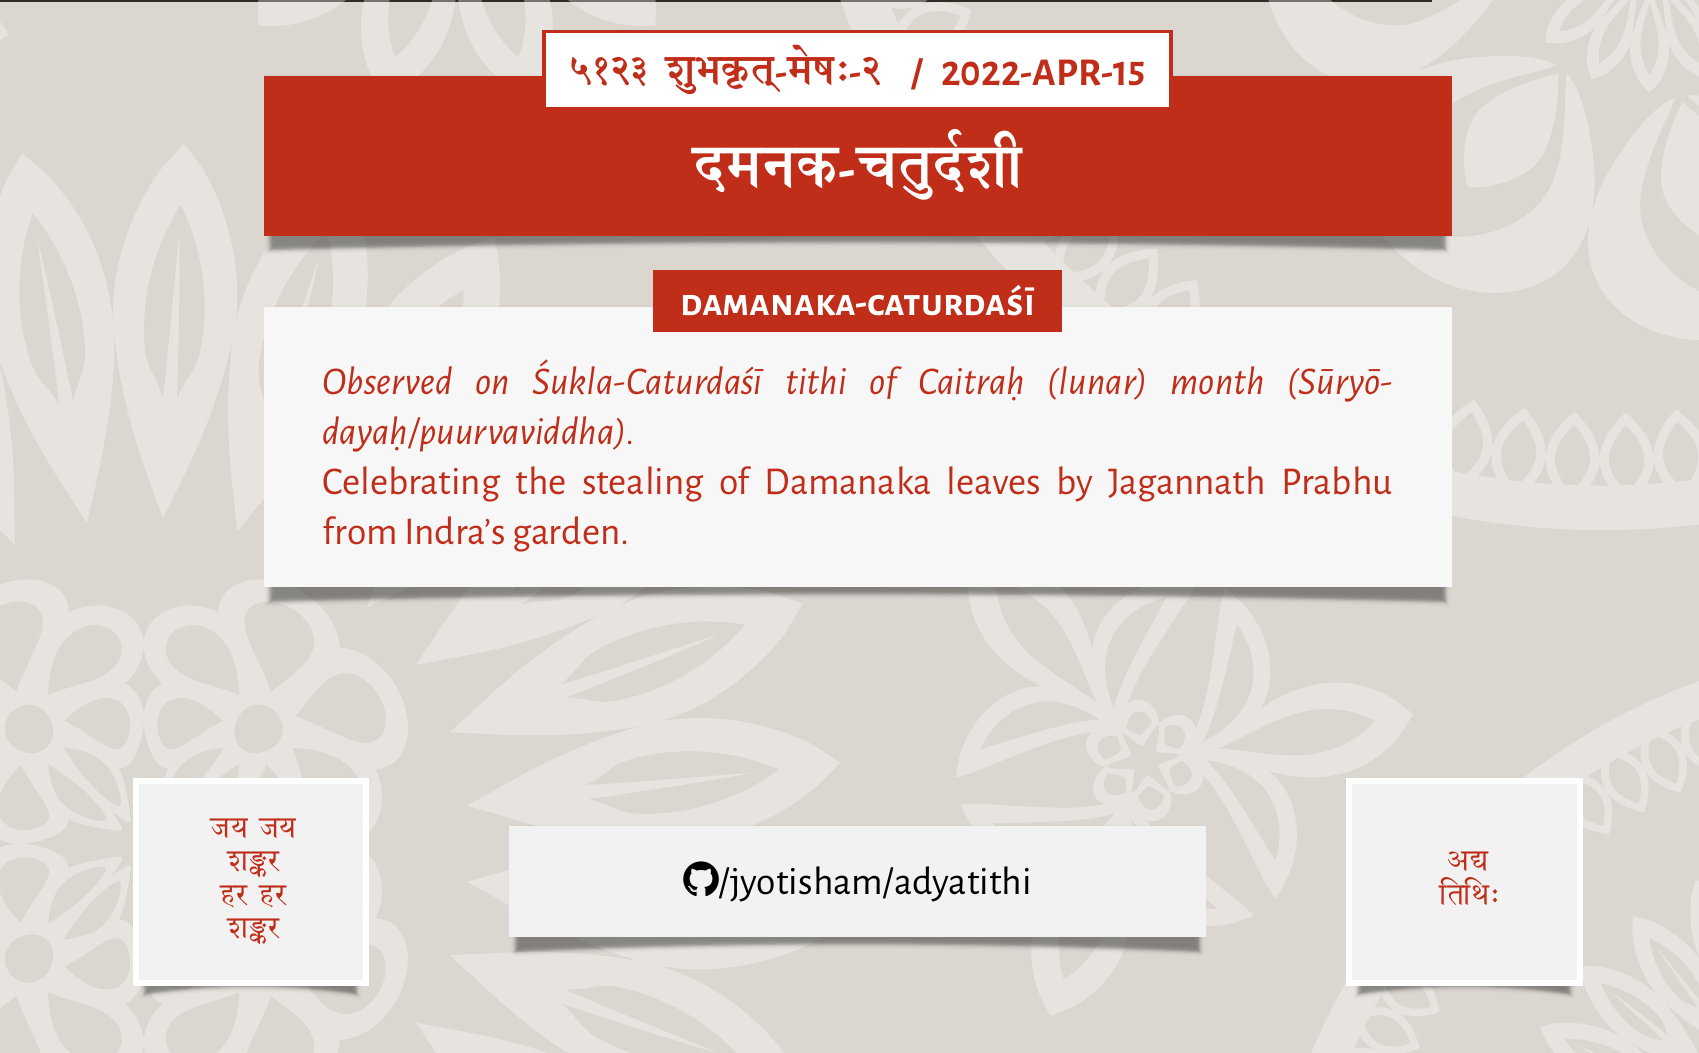 ५१२३ शुभकृत्-मेषः-२ / 2022-APR-15
दमनक-चतुर्दशी
DAMANAKA-CATURDAŚĪ
Observed on Śukla-Caturdaśī tithi of Caitraḥ (lunar) month (Sūryō-
dayaḥ/puurvaviddha).
Celebrating the stealing of Damanaka leaves by Jagannath Prabhu
from Indra’s garden.
जय जय
शङ्कर
हर हर
शङ्कर
/jyotisham/adyatithi
अद्य
तिथिः